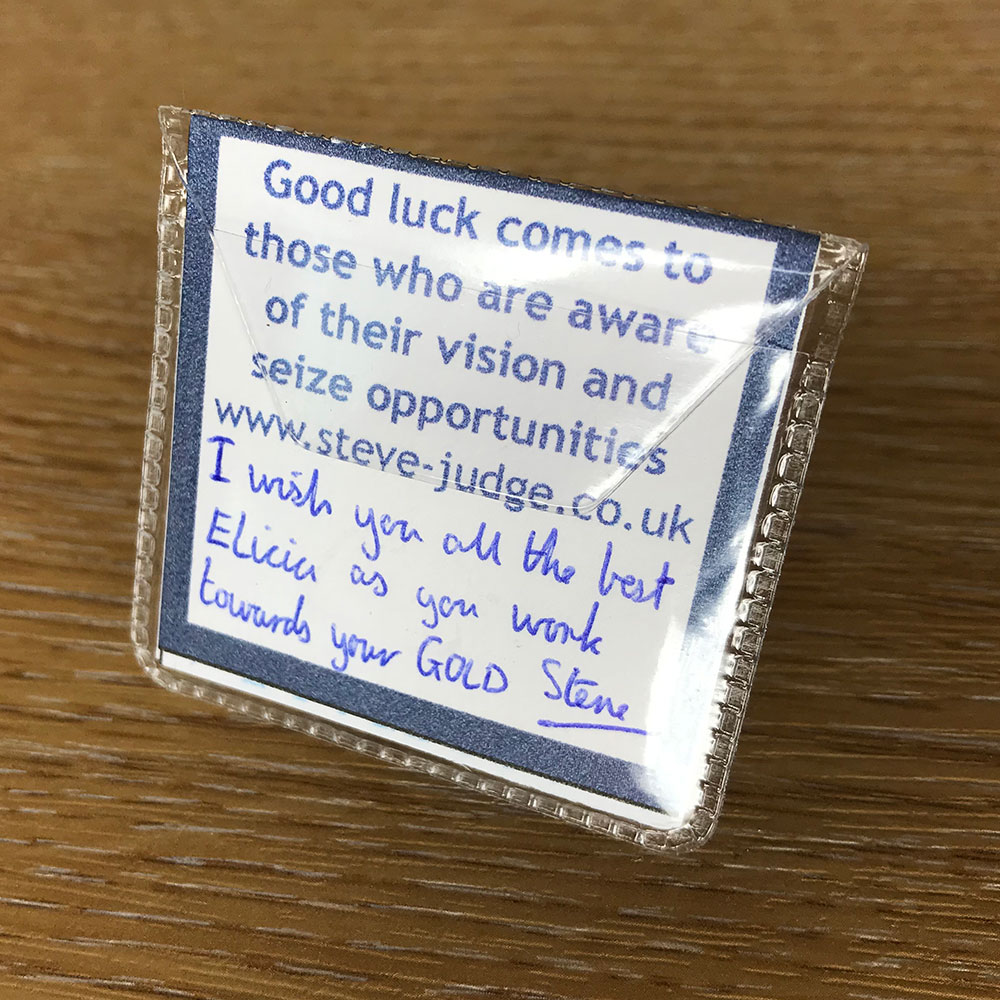 Good luck comes to
those who are aware
of their vision and
seize opportunities
www.steve-judge.co.uk
I wish you all the best
Elicia as you work
towards your GOLD Steve